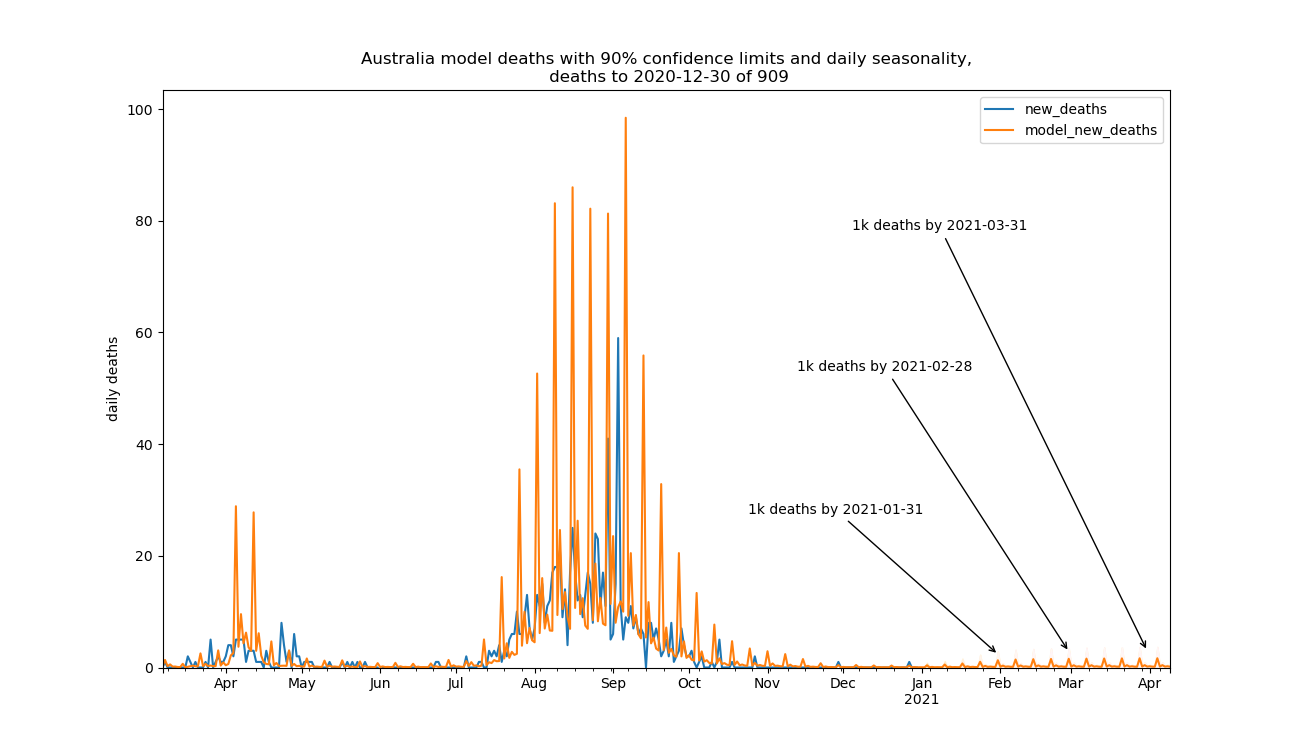 Australia model deaths with 90% confidence limits and daily seasonality,
deaths to 2020-12-30 of 909
100
80
60
40
20
0
daily deaths
new_deaths
model_new_deaths
1k deaths by 2021-03-31
1k deaths by 2021-02-28
1k deaths by 2021-01-31
Apr May Jun Jul Aug Sep Oct Nov Dec Jan Feb Mar Apr
2021